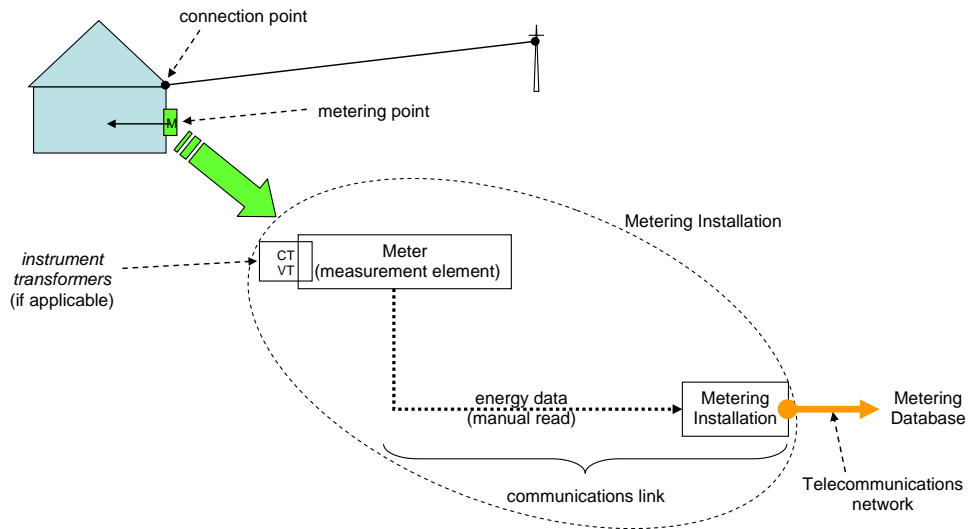 connection point
metering point
M
Metering Installation
CT
VT
Meter
(measurement element)
instrument
transformers
(if applicable)
energy data
(manual read)
Metering
Installation
Metering
Database
communications link
Telecommunications
network